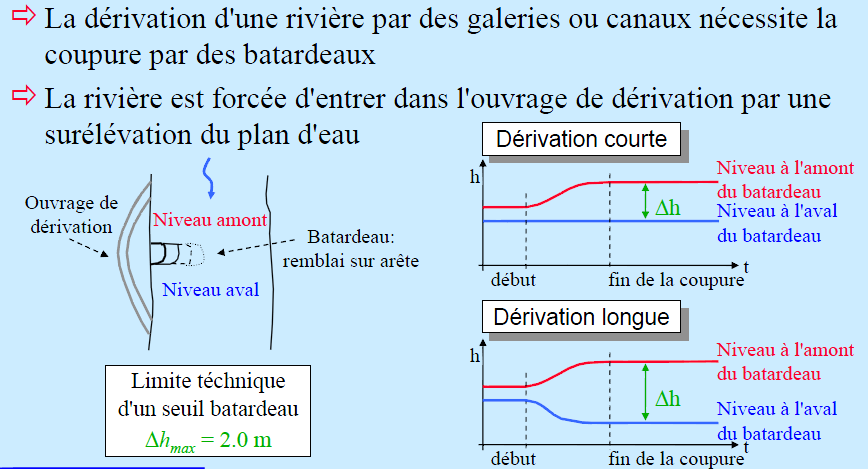 La dérivation d'une rivière par des galeries ou canaux nécessite la
coupure par des batardeaux
La rivière est forcée d'entrer dans l'ouvrage de dérivation par une
surélévation du plan d'eau
Ouvrage de
dérivation
Niveau amont
Batardeau:
remblai sur arête
Niveau aval
Limite téchnique
d'un seuil batardeau
Δhmax = 2.0 m
Dérivation courte
h
Niveau à l'amont
du batardeau
Δh
Niveau à l'aval
du batardeau
t
début
fin de la coupure
Dérivation longue
h
Niveau à l'amont
du batardeau
Δh
Niveau à l'aval
du batardeau
t
début
fin de la coupure